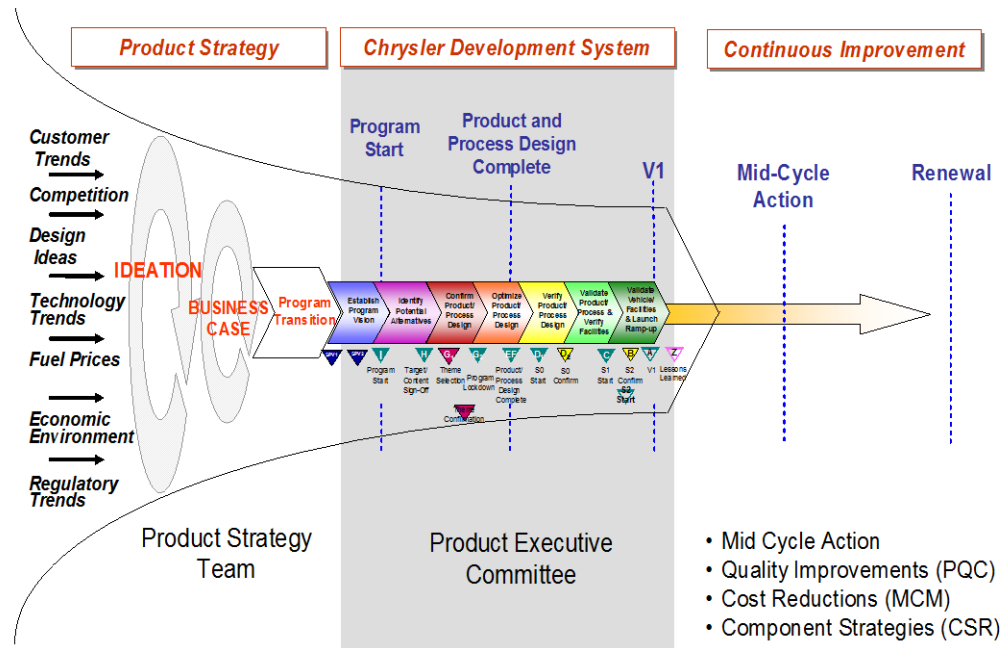 Product Strategy
Chrysler Development System
Continuous Improvement
Program
Start
Product and
Process Design
Complete
V1
Mid-Cycle
Action
Renewal
Customer
Trends
Competition
Design
Ideas
Technology
Trends
Fuel Prices
Economic
Environment
Regulatory
Trends
IDEATION
BUSINESS
CASE
Program
Transition
Establish
Program
Vision
Identify
Potential
Alternatives
Confirm
Product/
Process
Design
Optimize
Product/
Process
Design
Verify
Product/
Process
Design
Validate
Product/
Process &
Verify
Facilities
Validate
Vehicle/
Facilities
& Launch
Ramp-up
I
Program
Start
H
Target/
Content
Sign-Off
G
Theme
Selection
G
Program
Lockdown
EF
Product/
Process
Design
Complete
D
S0
Start
D
S0
Confirm
C
S1
Start
B
S2
Confirm
S2
Start
A
V1
Z
Lessons
Learned
Confirmation
Product Strategy
Team
Product Executive
Committee
• Mid Cycle Action
• Quality Improvements (PQC)
• Cost Reductions (MCM)
• Component Strategies (CSR)